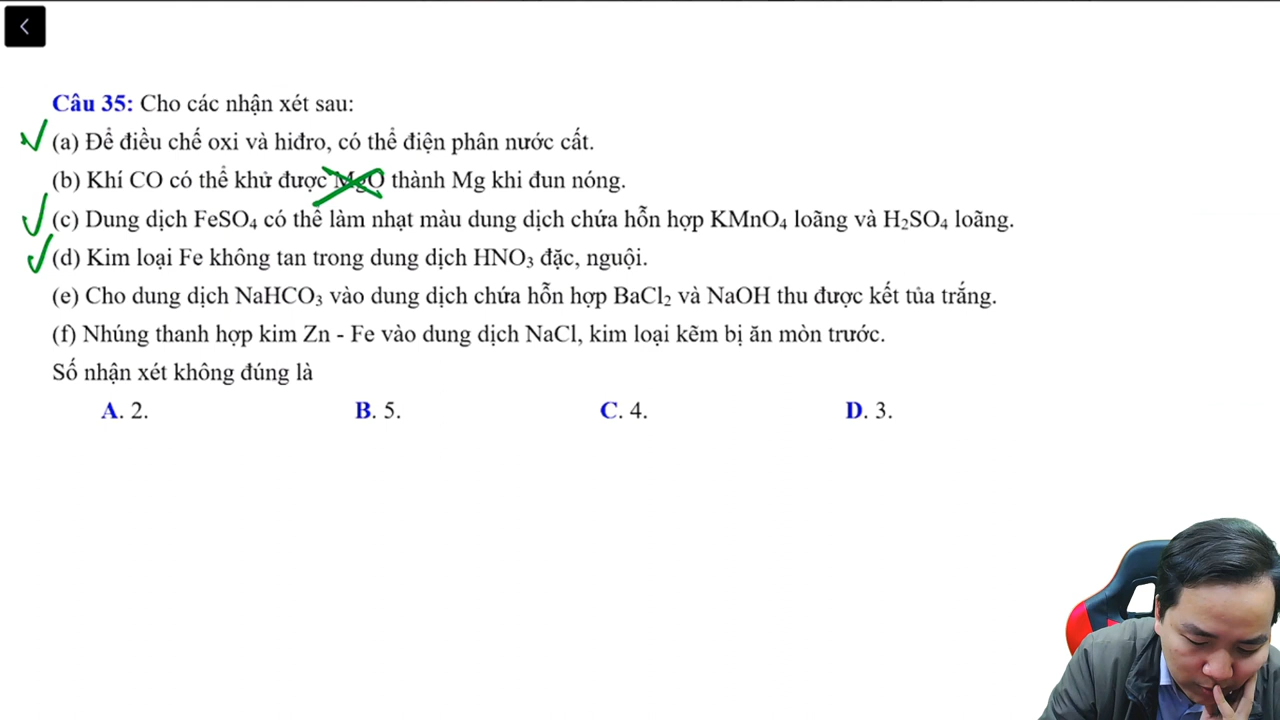 Câu 35: Cho các nhận xét sau:
(a) Để điều chế oxi và hiđro, có thể điện phân nước cất.
(b) Khí CO có thể khử được MgO thành Mg khi đun nóng.
(c) Dung dịch FeSO₄ có thể làm nhạt màu dung dịch chứa hỗn hợp KMnO₄ loãng và H₂SO₄ loãng.
(d) Kim loại Fe không tan trong dung dịch HNO₃ đặc, nguội.
(e) Cho dung dịch NaHCO₃ vào dung dịch chứa hỗn hợp BaCl₂ và NaOH thu được kết tủa trắng.
(f) Nhúng thanh hợp kim Zn - Fe vào dung dịch NaCl, kim loại kẽm bị ăn mòn trước.
Số nhận xét không đúng là
A. 2. B. 5. C. 4. D. 3.